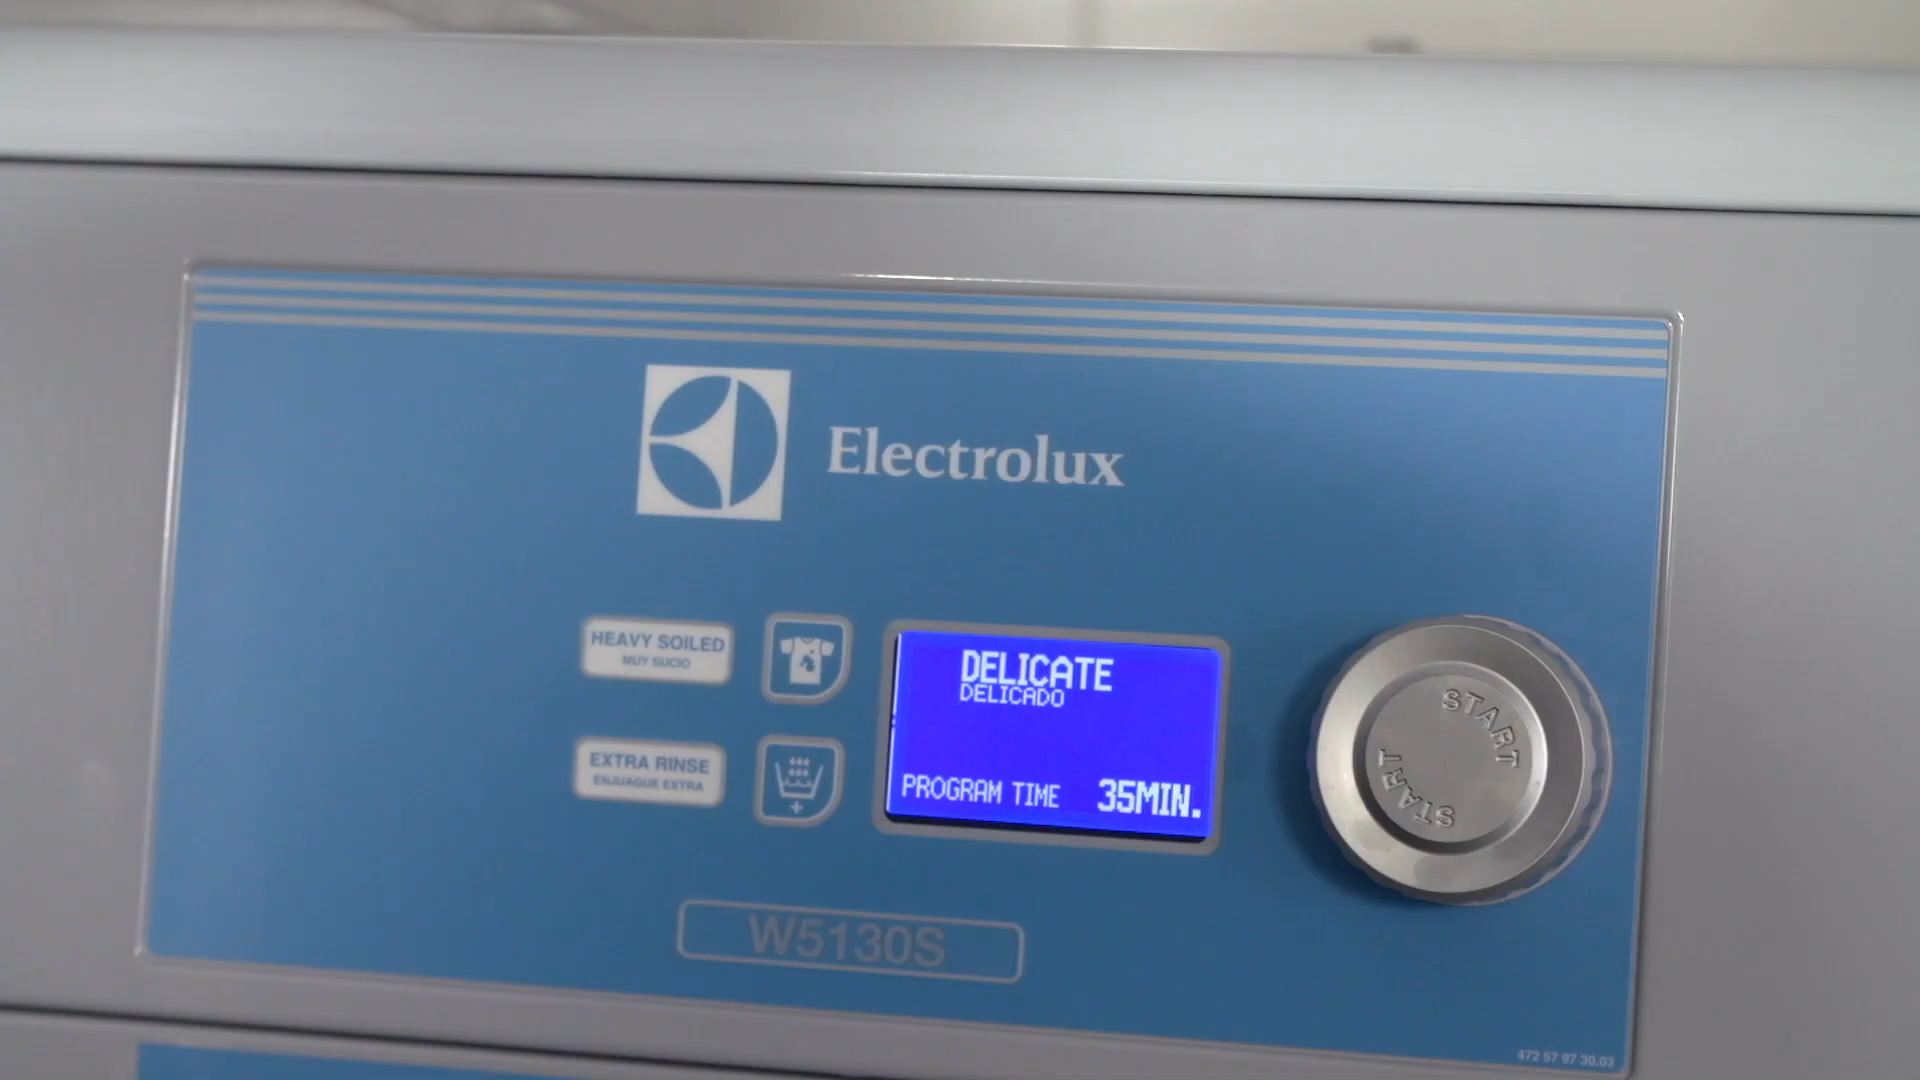 Electrolux
HEAVY SOILED
MUY SUCIO
DELICATE
DELICADO
EXTRA RINSE
ENJUAGUE EXTRA
PROGRAM TIME 35MIN.
START
START
W5130S
472 57 97 30.03